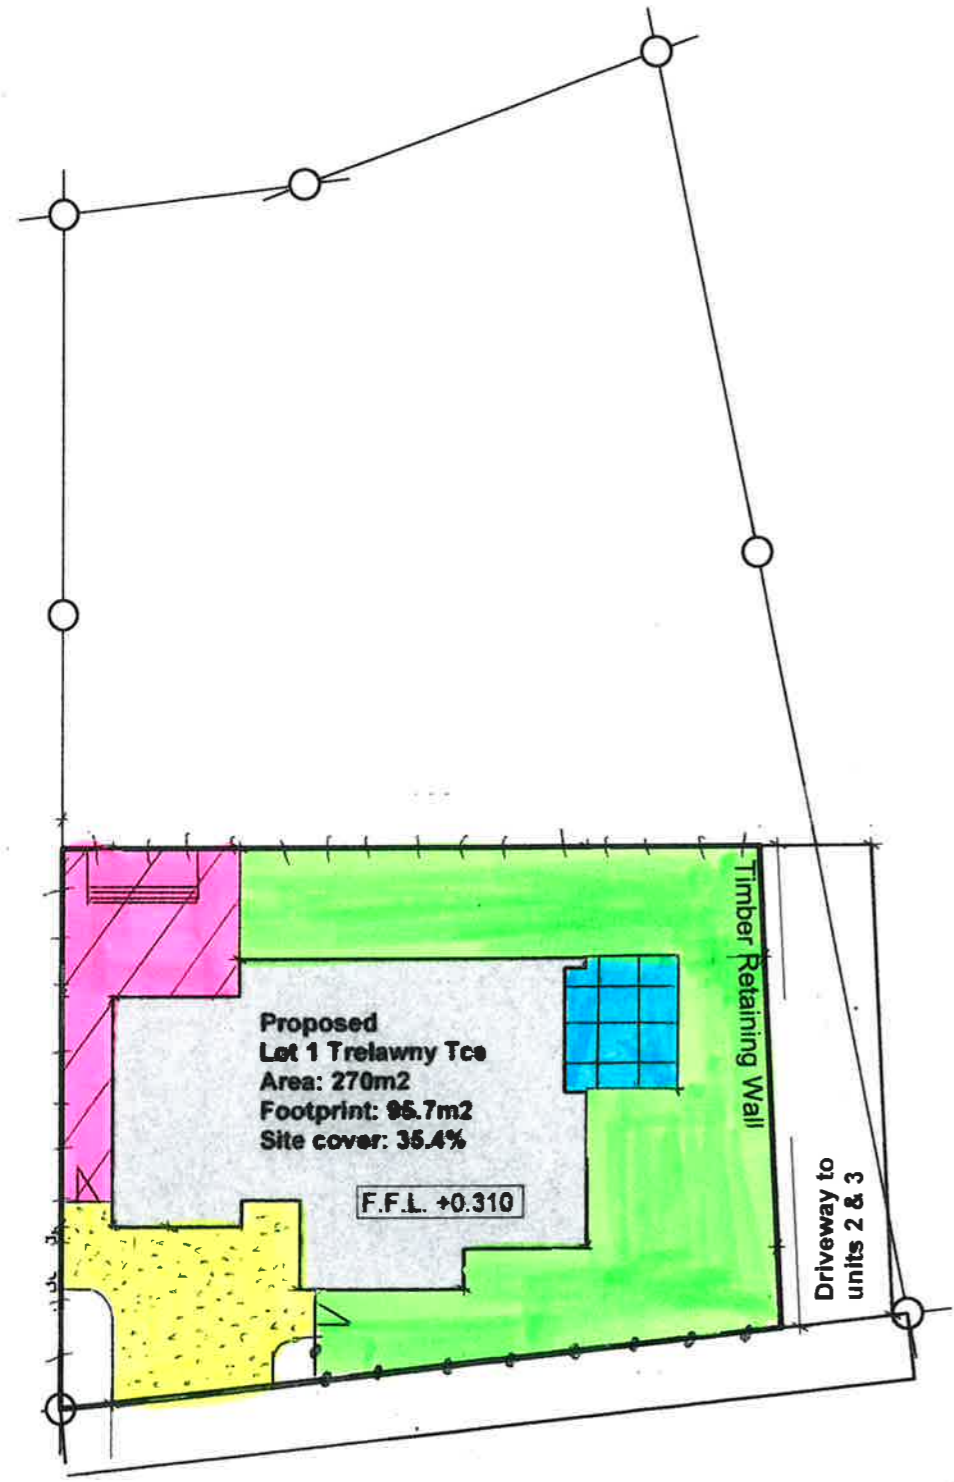 Proposed
Lot 1 Trelawny Tce
Area: 270m2
Footprint: 95.7m2
Site cover: 35.4%
F.F.L. +0.310
Timber Retaining Wall
Driveway to
units 2 & 3